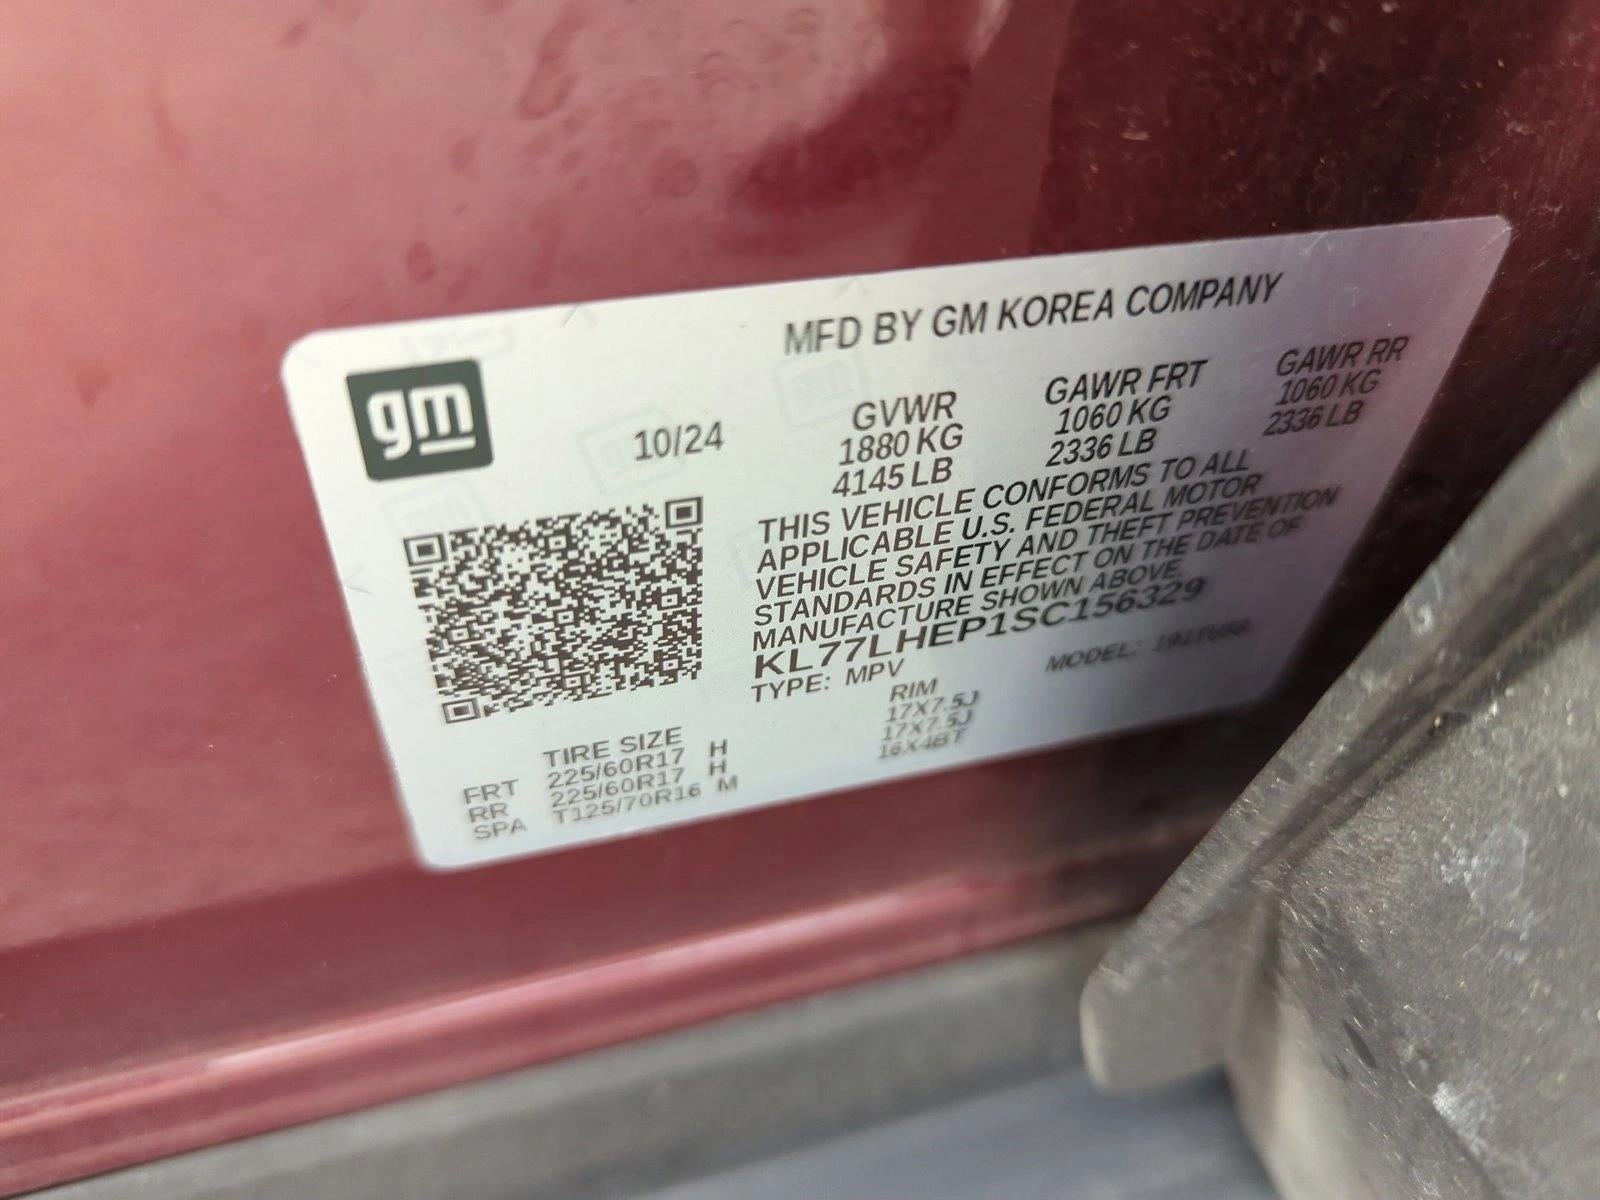 MFD BY GM KOREA COMPANY
gm
10/24
GVWR GAWR FRT GAWR RR
1880 KG 1060 KG 1060 KG
4145 LB 2336 LB 2336 LB
THIS VEHICLE CONFORMS TO ALL
APPLICABLE U.S. FEDERAL MOTOR
VEHICLE SAFETY AND THEFT PREVENTION
STANDARDS IN EFFECT ON THE DATE OF
MANUFACTURE SHOWN ABOVE.
KL77LHEP1SC156329
TYPE: MPV MODEL:
TIRE SIZE RIM
FRT 225/60R17 H 17X7.5J
RR 225/60R17 H 17X7.5J
SPA T125/70R16 M 16X4BT